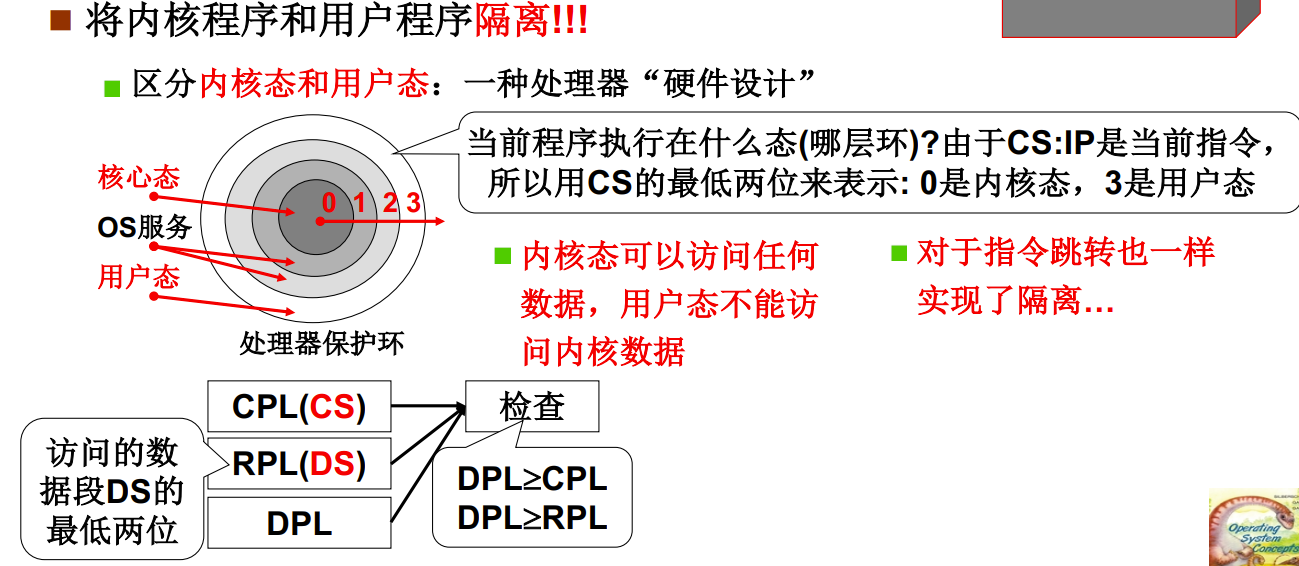 将内核程序和用户程序隔离!!!
区分内核态和用户态：一种处理器“硬件设计”
当前程序执行在什么态(哪层环)?由于CS:IP是当前指令，
所以用CS的最低两位来表示: 0是内核态，3是用户态
核心态
OS服务
用户态
0 1 2 3
处理器保护环
内核态可以访问任何
数据，用户态不能访
问内核数据
对于指令跳转也一样
实现了隔离…
访问的数
据段DS的
最低两位
CPL(CS)
RPL(DS)
DPL
检查
DPL≥CPL
DPL≥RPL
Operating
System
Concepts